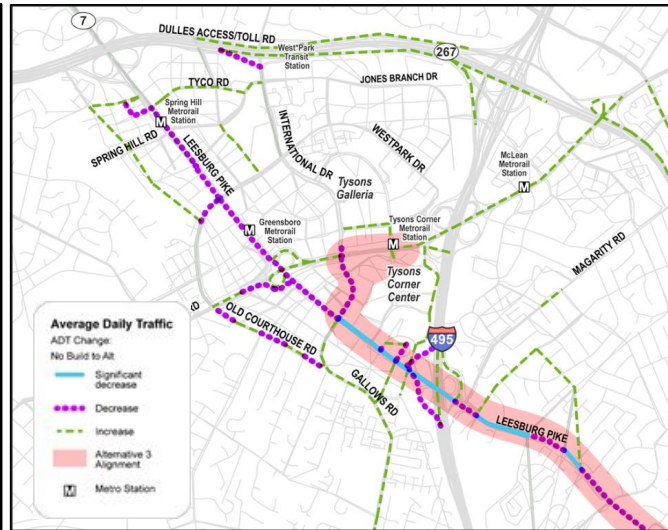 7
DULLES ACCESS/TOLL RD
267
West*Park
Transit
Station
TYCO RD
JONES BRANCH DR
Spring Hill
Metrorail
Station
M
SPRING HILL RD
LEESBURG PIKE
INTERNATIONAL DR
WESTPARK DR
McLean
Metrorail
Station
M
Tysons
Galleria
Greensboro
Metrorail
Station
M
Tysons Corner
Metrorail
Station
M
Tysons
Corner
Center
MAGARITY RD
RD
OLD COURTHOUSE RD
495
GALLOWS RD
LEESBURG PIKE
Average Daily Traffic
ADT Change:
No Build to Alt
Significant
decrease
Decrease
Increase
Alternative 3
Alignment
M Metro Station